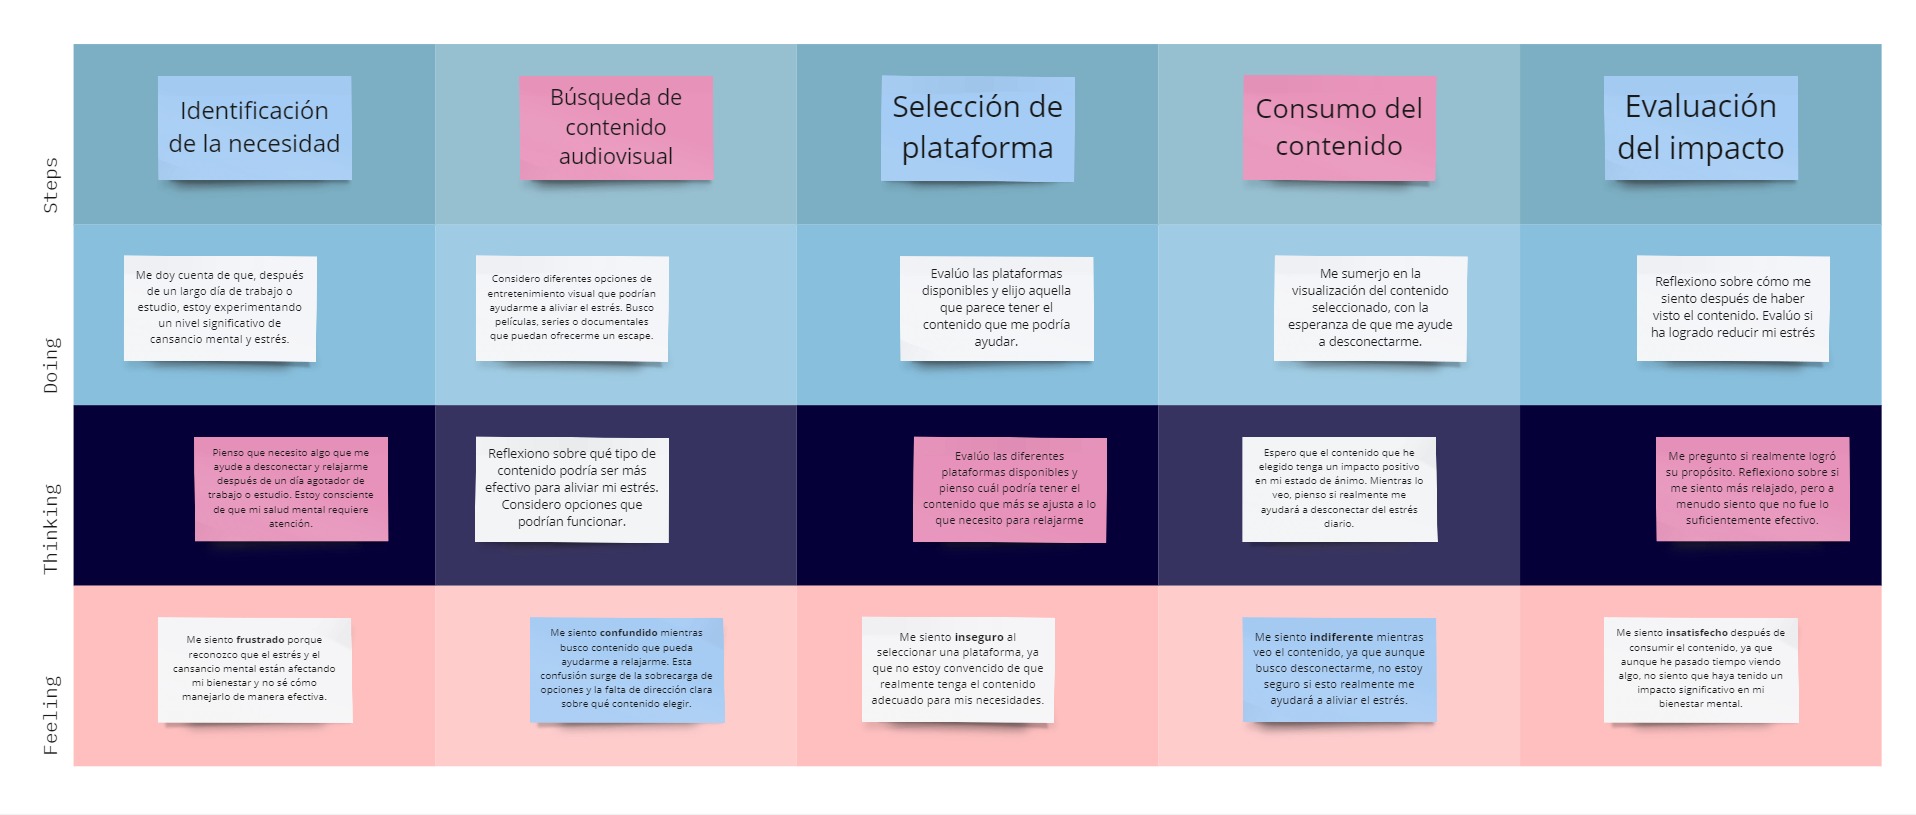 Steps
Identificación
de la necesidad
Búsqueda de
contenido
audiovisual
Selección de
plataforma
Consumo del
contenido
Evaluación
del impacto
Doing
Me doy cuenta de que, después
de un largo día de trabajo o
estudio, estoy experimentando
un nivel significativo de
cansancio mental y estrés.
Considero diferentes opciones de
entretenimiento visual que podrían
ayudarme a aliviar el estrés. Busco
películas, series o documentales
que puedan ofrecerme un escape.
Evalúo las plataformas
disponibles y elijo aquella
que parece tener el
contenido que me podría
ayudar.
Me sumerjo en la
visualización del contenido
seleccionado, con la
esperanza de que me ayude
a desconectarme.
Reflexiono sobre cómo me
siento después de haber
visto el contenido. Evalúo si
ha logrado reducir mi estrés
Thinking
Pienso que necesito algo que me
ayude a desconectar y relajarme
después de un día agotador de
trabajo o estudio. Estoy consciente
de que mi salud mental requiere
atención.
Reflexiono sobre qué tipo de
contenido podría ser más
efectivo para aliviar mi estrés.
Considero opciones que
podrían funcionar.
Evalúo las diferentes
plataformas disponibles y
pienso cuál podría tener el
contenido que más se ajusta a lo
que necesito para relajarme
Espero que el contenido que he
elegido tenga un impacto positivo
en mi estado de ánimo. Mientras lo
veo, pienso si realmente me
ayudará a desconectar del estrés
diario.
Me pregunto si realmente logró
su propósito. Reflexiono sobre si
me siento más relajado, pero a
menudo siento que no fue lo
suficientemente efectivo.
Feeling
Me siento frustrado porque
reconozco que el estrés y el
cansancio mental están afectando
mi bienestar y no sé cómo
manejarlo de manera efectiva.
Me siento confundido mientras
busco contenido que pueda
ayudarme a relajarme. Esta
confusión surge de la sobrecarga de
opciones y la falta de dirección clara
sobre qué contenido elegir.
Me siento inseguro al
seleccionar una plataforma, ya
que no estoy convencido de que
realmente tenga el contenido
adecuado para mis necesidades.
Me siento indiferente mientras
veo el contenido, ya que aunque
busco desconectarme, no estoy
seguro si esto realmente me
ayudará a aliviar el estrés.
Me siento insatisfecho después de
consumir el contenido, ya que
aunque he pasado tiempo viendo
algo, no siento que haya tenido un
impacto significativo en mi
bienestar mental.